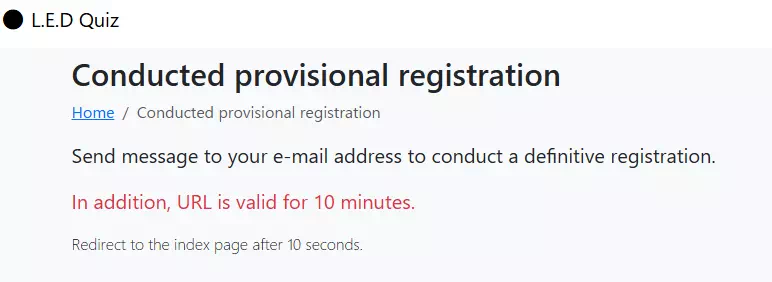 L.E.D Quiz
Conducted provisional registration
Home / Conducted provisional registration
Send message to your e-mail address to conduct a definitive registration.
In addition, URL is valid for 10 minutes.
Redirect to the index page after 10 seconds.